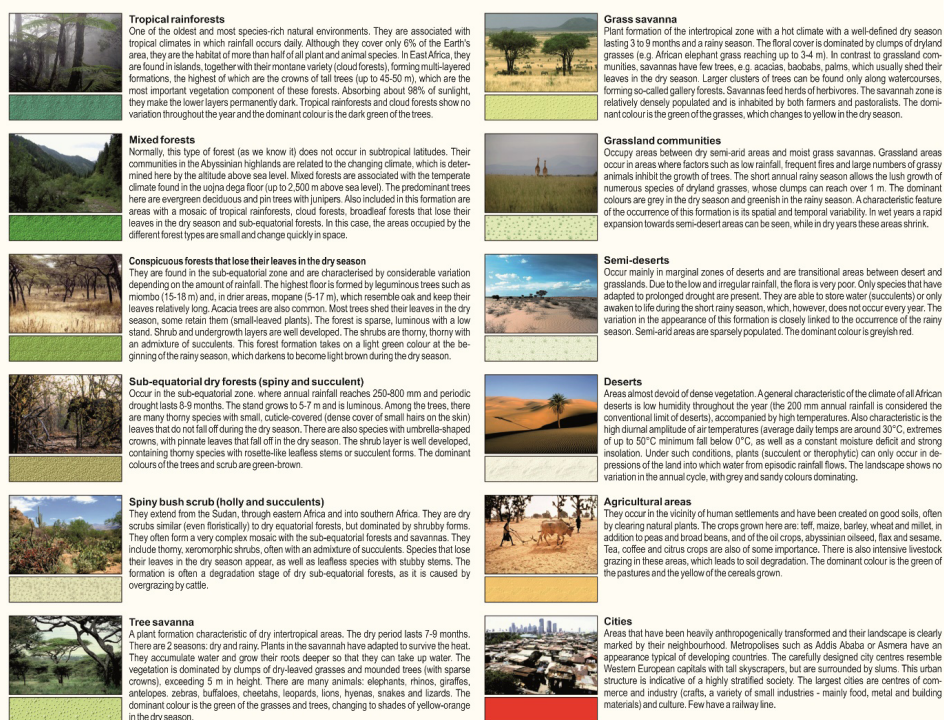 Tropical rainforests
One of the oldest and most species-rich natural environments. They are associated with
tropical climates in which rainfall occurs daily. Although they cover only 6% of the Earth's
area, they are the habitat of more than half of all plant and animal species. In East Africa, they
are found in islands, together with their montane variety (cloud forests), forming multi-layered
formations, the highest of which are the crowns of tall trees (up to 45-50 m), which are the
most important vegetation component of these forests. Absorbing about 98% of sunlight,
they make the lower layers permanently dark. Tropical rainforests and cloud forests show no
variation throughout the year and the dominant colour is the dark green of the trees.
Mixed forests
Normally, this type of forest (as we know it) does not occur in subtropical latitudes. Their
communities in the Abyssinian highlands are related to the changing climate, which is deter-
mined here by the altitude above sea level. Mixed forests are associated with the temperate
climate found in the uojna dega floor (up to 2,500 m above sea level). The predominant trees
here are evergreen deciduous and pin trees with junipers. Also included in this formation are
areas with a mosaic of tropical rainforests, cloud forests, broadleaf forests that lose their
leaves in the dry season and sub-equatorial forests. In this case, the areas occupied by the
different forest types are small and change quickly in space.
Conspicuous forests that lose their leaves in the dry season
They are found in the sub-equatorial zone and are characterised by considerable variation
depending on the amount of rainfall. The highest floor is formed by leguminous trees such as
miombo (15-18 m) and, in drier areas, mopane (5-17 m), which resemble oak and keep their
leaves relatively long. Acacia trees are also common. Most trees shed their leaves in the dry
season, some retain them (small-leaved plants). The forest is sparse, luminous with a low
stand. Shrub and undergrowth layers are well developed. The shrubs are thorny, thorny with
an admixture of succulents. This forest formation takes on a light green colour at the be-
ginning of the rainy season, which darkens to become light brown during the dry season.
Sub-equatorial dry forests (spiny and succulent)
Occur in the sub-equatorial zone. where annual rainfall reaches 250-800 mm and periodic
drought lasts 8-9 months. The stand grows to 5-7 m and is luminous. Among the trees, there
are many thorny species with small, cuticle-covered (dense cover of small hairs on the skin)
leaves that do not fall off during the dry season. There are also species with umbrella-shaped
crowns, with pinnate leaves that fall off in the dry season. The shrub layer is well developed,
containing thorny species with rosette-like leafless stems or succulent forms. The dominant
colours of the trees and scrub are green-brown.
Spiny bush scrub (holly and succulents)
They extend from the Sudan, through eastern Africa and into southern Africa. They are dry
scrubs similar (even floristically) to dry equatorial forests, but dominated by shrubby forms.
They often form a very complex mosaic with the sub-equatorial forests and savannas. They
include thorny, xeromorphic shrubs, often with an admixture of succulents. Species that lose
their leaves in the dry season appear, as well as leafless species with stubby stems. The
formation is often a degradation stage of dry sub-equatorial forests, as it is caused by
overgrazing by cattle.
Tree savanna
A plant formation characteristic of dry intertropical areas. The dry period lasts 7-9 months.
There are 2 seasons: dry and rainy. Plants in the savannah have adapted to survive the heat.
They accumulate water and grow their roots deeper so that they can take up water. The
vegetation is dominated by clumps of dry-leaved grasses and mounded trees (with sparse
crowns), exceeding 5 m in height. There are many animals: elephants, rhinos, giraffes,
antelopes. zebras, buffaloes, cheetahs, leopards, lions, hyenas, snakes and lizards. The
dominant colour is the green of the grasses and trees, changing to shades of yellow-orange
in the dry season.
Grass savanna
Plant formation of the intertropical zone with a hot climate with a well-defined dry season
lasting 3 to 9 months and a rainy season. The floral cover is dominated by clumps of dryland
grasses (e.g. African elephant grass reaching up to 3-4 m). In contrast to grassland com-
munities, savannas have few trees, e.g. acacias, baobabs, palms, which usually shed their
leaves in the dry season. Larger clusters of trees can be found only along watercourses,
forming so-called gallery forests. Savannas feed herds of herbivores. The savannah zone is
relatively densely populated and is inhabited by both farmers and pastoralists. The domi-
nant colour is the green of the grasses, which changes to yellow in the dry season.
Grassland communities
Occupy areas between dry semi-arid areas and moist grass savannas. Grassland areas
occur in areas where factors such as low rainfall, frequent fires and large numbers of grassy
animals inhibit the growth of trees. The short annual rainy season allows the lush growth of
numerous species of dryland grasses, whose clumps can reach over 1 m. The dominant
colours are grey in the dry season and greenish in the rainy season. A characteristic feature
of the occurrence of this formation is its spatial and temporal variability. In wet years a rapid
expansion towards semi-desert areas can be seen, while in dry years these areas shrink.
Semi-deserts
Occur mainly in marginal zones of deserts and are transitional areas between desert and
grasslands. Due to the low and irregular rainfall, the flora is very poor. Only species that have
adapted to prolonged drought are present. They are able to store water (succulents) or only
awaken to life during the short rainy season, which, however, does not occur every year. The
variation in the appearance of this formation is closely linked to the occurrence of the rainy
season. Semi-arid areas are sparsely populated. The dominant colour is greyish red.
Deserts
Areas almost devoid of dense vegetation. A general characteristic of the climate of all African
deserts is low humidity throughout the year (the 200 mm annual rainfall is considered the
conventional limit of deserts), accompanied by high temperatures. Also characteristic is the
high diurnal amplitude of air temperatures (average daily temps are around 30°C, extremes
of up to 50°C minimum fall below 0°C, as well as a constant moisture deficit and strong
insolation. Under such conditions, plants (succulent or therophytic) can only occur in de-
pressions of the land into which water from episodic rainfall flows. The landscape shows no
variation in the annual cycle, with grey and sandy colours dominating.
Agricultural areas
They occur in the vicinity of human settlements and have been created on good soils, often
by clearing natural plants. The crops grown here are: teff, maize, barley, wheat and millet, in
addition to peas and broad beans, and of the oil crops, abyssinian oilseed, flax and sesame.
Tea, coffee and citrus crops are also of some importance. There is also intensive livestock
grazing in these areas, which leads to soil degradation. The dominant colour is the green of
the pastures and the yellow of the cereals grown.
Cities
Areas that have been heavily anthropogenically transformed and their landscape is clearly
marked by their neighbourhood. Metropolises such as Addis Ababa or Asmera have an
appearance typical of developing countries. The carefully designed city centres resemble
Western European capitals with tall skyscrapers, but are surrounded by slums. This urban
structure is indicative of a highly stratified society. The largest cities are centres of com-
merce and industry (crafts, a variety of small industries - mainly food, metal and building
materials) and culture. Few have a railway line.